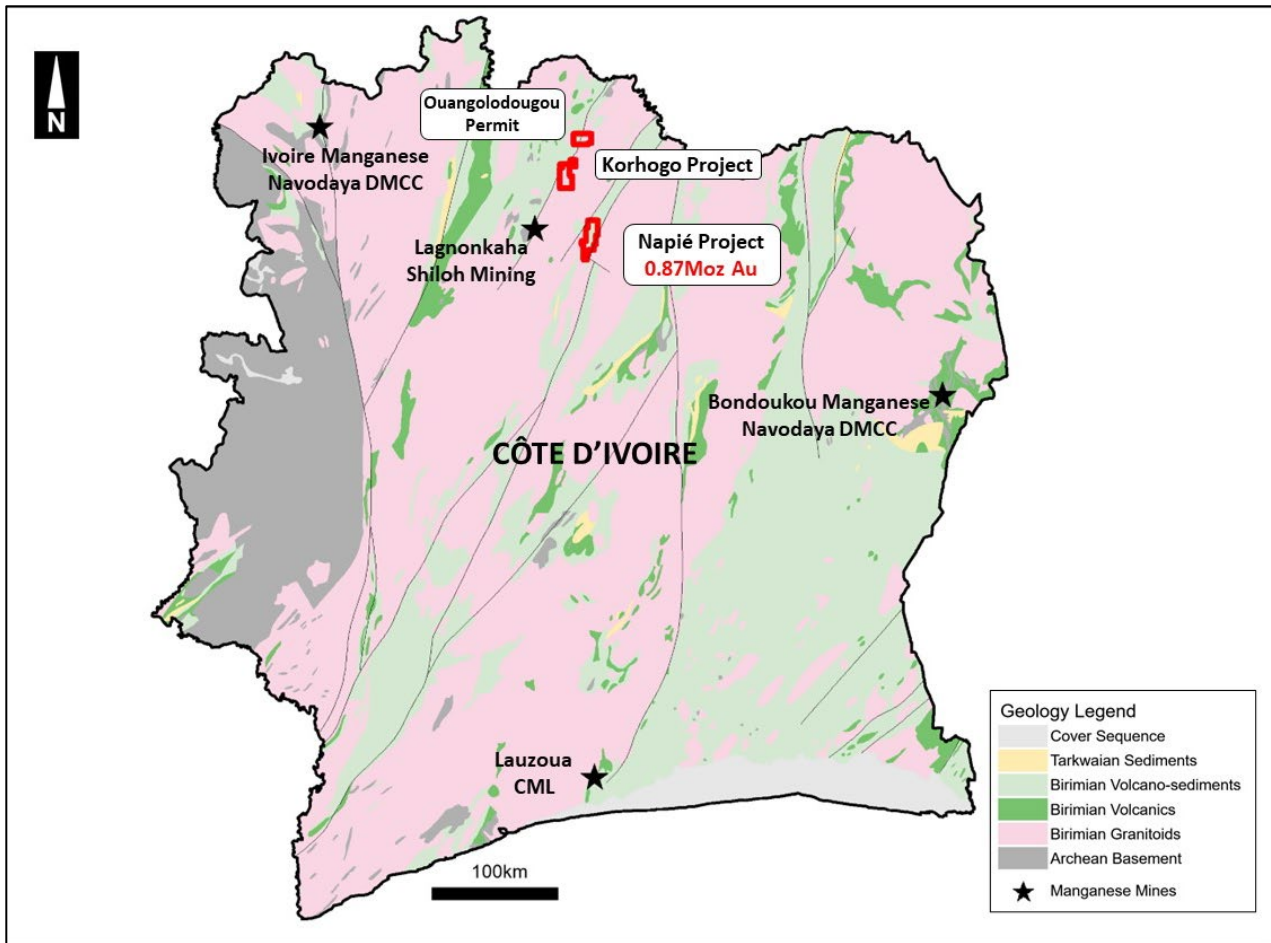 N
Ouangolodougou
Permit
Ivoire Manganese
Navodaya DMCC
Korhogo Project
Lagnonkaha
Shiloh Mining
Napié Project
0.87Moz Au
Bondoukou Manganese
Navodaya DMCC
CÔTE D'IVOIRE
Lauzoua
CML
100km
Geology Legend
Cover Sequence
Tarkwaian Sediments
Birimian Volcano-sediments
Birimian Volcanics
Birimian Granitoids
Archean Basement
Manganese Mines